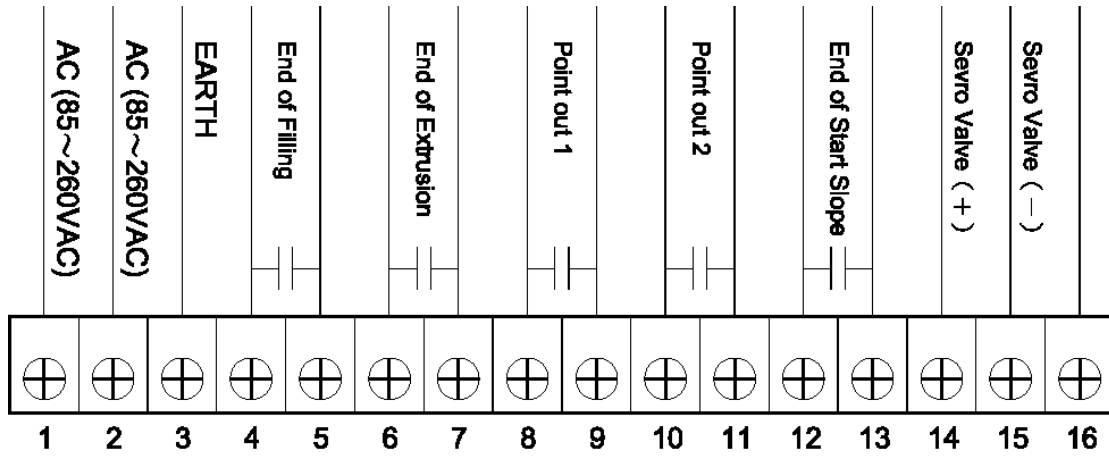 AC (85～260VAC)
AC (85～260VAC)
EARTH
End of Filling
End of Extrusion
Point out 1
Point out 2
End of Start Slope
Sevro Valve (＋)
Sevro Valve (－)
1 2 3 4 5 6 7 8 9 10 11 12 13 14 15 16